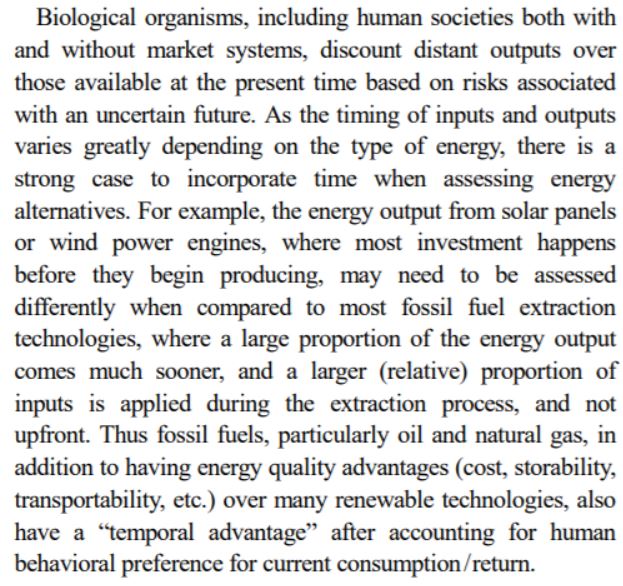 Biological organisms, including human societies both with
and without market systems, discount distant outputs over
those available at the present time based on risks associated
with an uncertain future. As the timing of inputs and outputs
varies greatly depending on the type of energy, there is a
strong case to incorporate time when assessing energy
alternatives. For example, the energy output from solar panels
or wind power engines, where most investment happens
before they begin producing, may need to be assessed
differently when compared to most fossil fuel extraction
technologies, where a large proportion of the energy output
comes much sooner, and a larger (relative) proportion of
inputs is applied during the extraction process, and not
upfront. Thus fossil fuels, particularly oil and natural gas, in
addition to having energy quality advantages (cost, storability,
transportability, etc.) over many renewable technologies, also
have a “temporal advantage” after accounting for human
behavioral preference for current consumption/return.